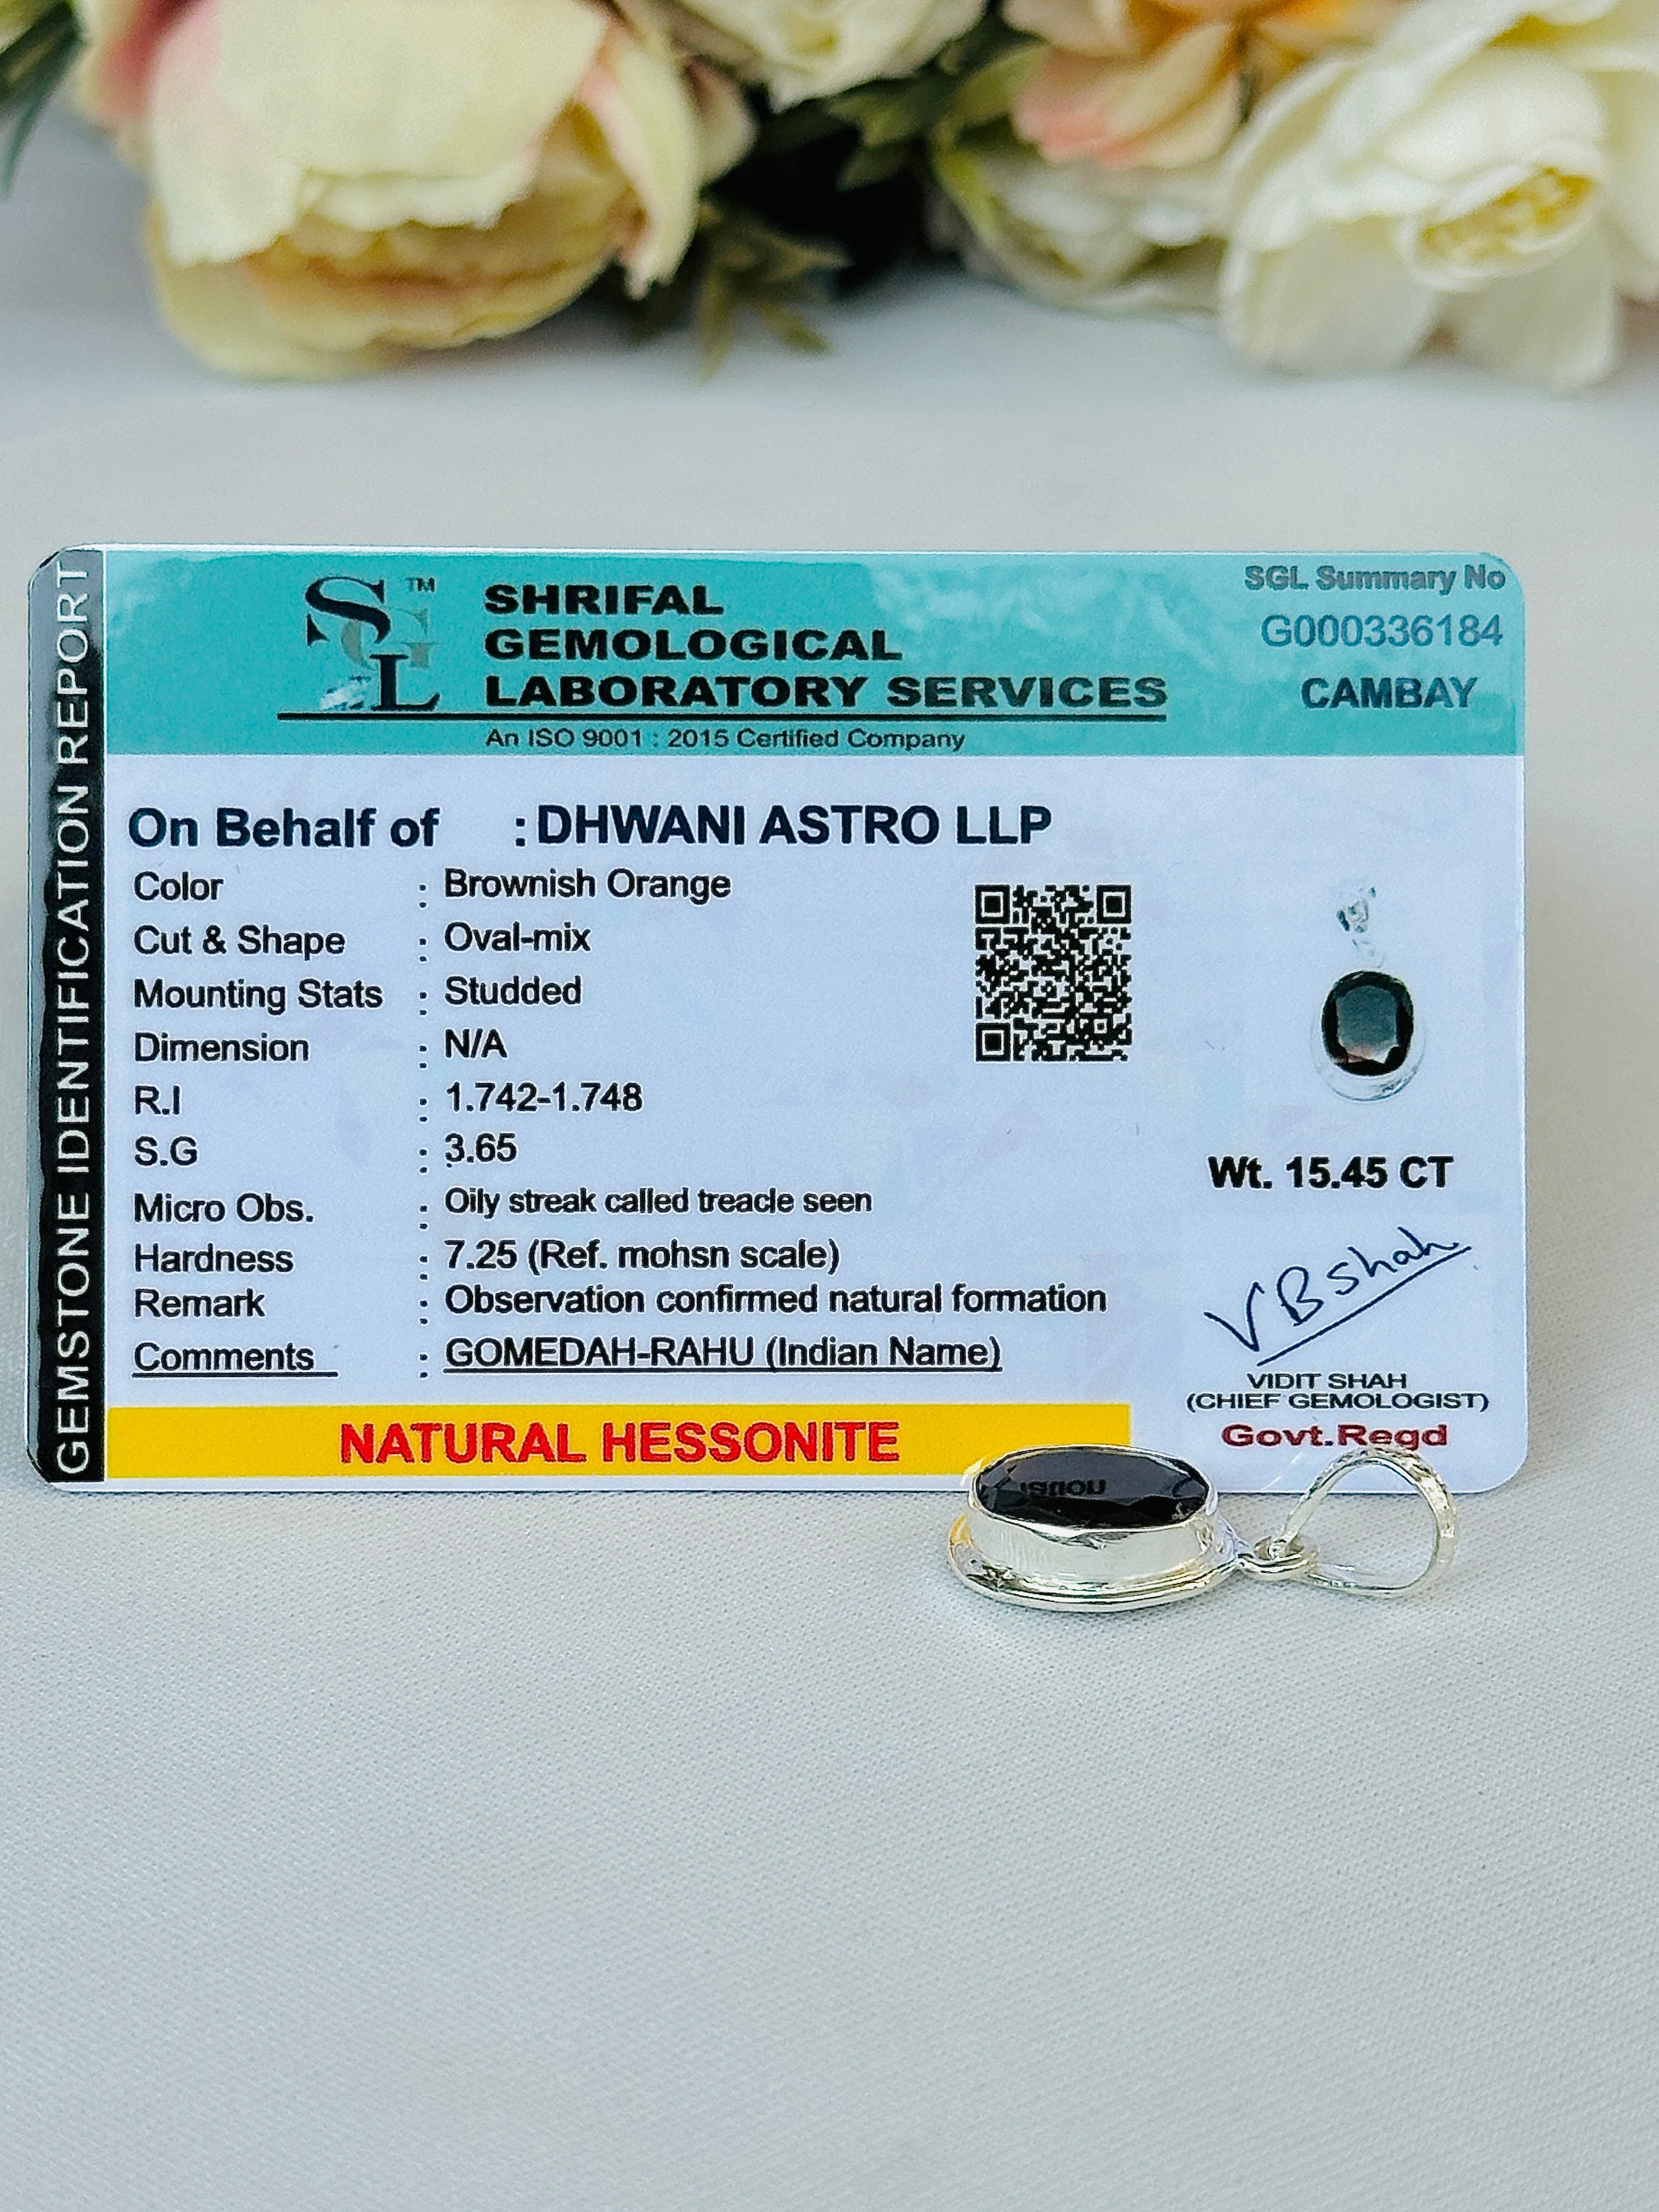 GEMSTONE IDENTIFICATION REPORT
SGL TM
SHRIFAL
GEMOLOGICAL
LABORATORY SERVICES
An ISO 9001 : 2015 Certified Company
SGL Summary No
G000336184
CAMBAY
On Behalf of : DHWANI ASTRO LLP
Color : Brownish Orange
Cut & Shape : Oval-mix
Mounting Stats : Studded
Dimension : N/A
R.I : 1.742-1.748
S.G : 3.65
Micro Obs. : Oily streak called treacle seen
Hardness : 7.25 (Ref. mohsn scale)
Remark : Observation confirmed natural formation
Comments : GOMEDAH-RAHU (Indian Name)
NATURAL HESSONITE
Wt. 15.45 CT
VBshah
VIDIT SHAH
(CHIEF GEMOLOGIST)
Govt.Regd